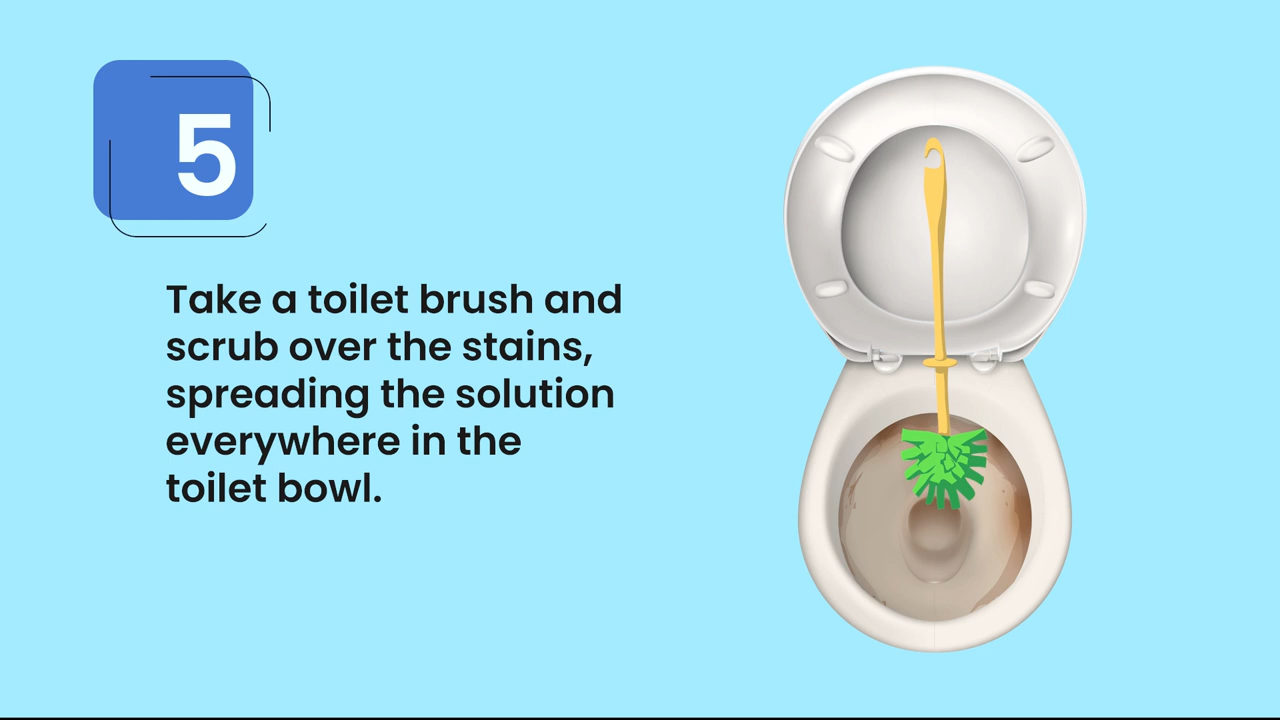 5
Take a toilet brush and
scrub over the stains,
spreading the solution
everywhere in the
toilet bowl.